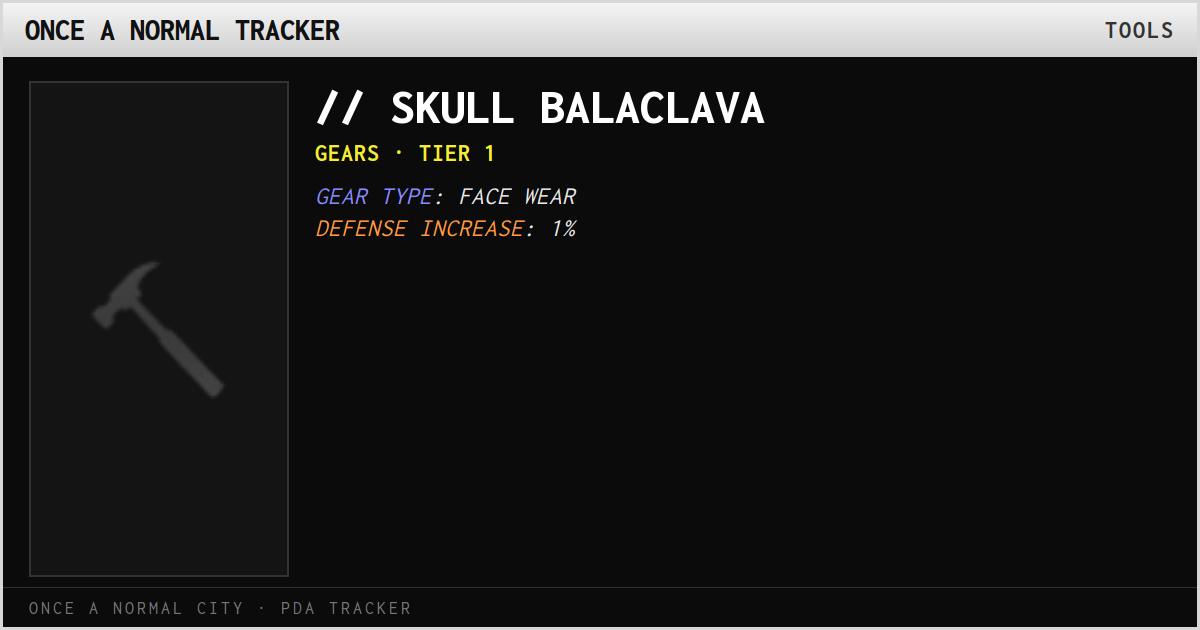 ONCE A NORMAL TRACKER
TOOLS
// SKULL BALACLAVA
GEARS · TIER 1
GEAR TYPE: FACE WEAR
DEFENSE INCREASE: 1%
ONCE A NORMAL CITY · PDA TRACKER